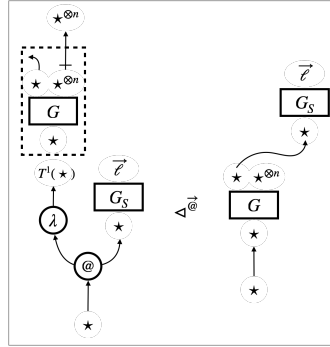 ⋆⊗n
⋆ ⋆⊗n
G
⋆
T¹(⋆)
λ
ℓ⃗
G_S
⋆
@
⋆
⊲@⃗
ℓ⃗
G_S
⋆
⋆ ⋆⊗n
G
⋆
⋆